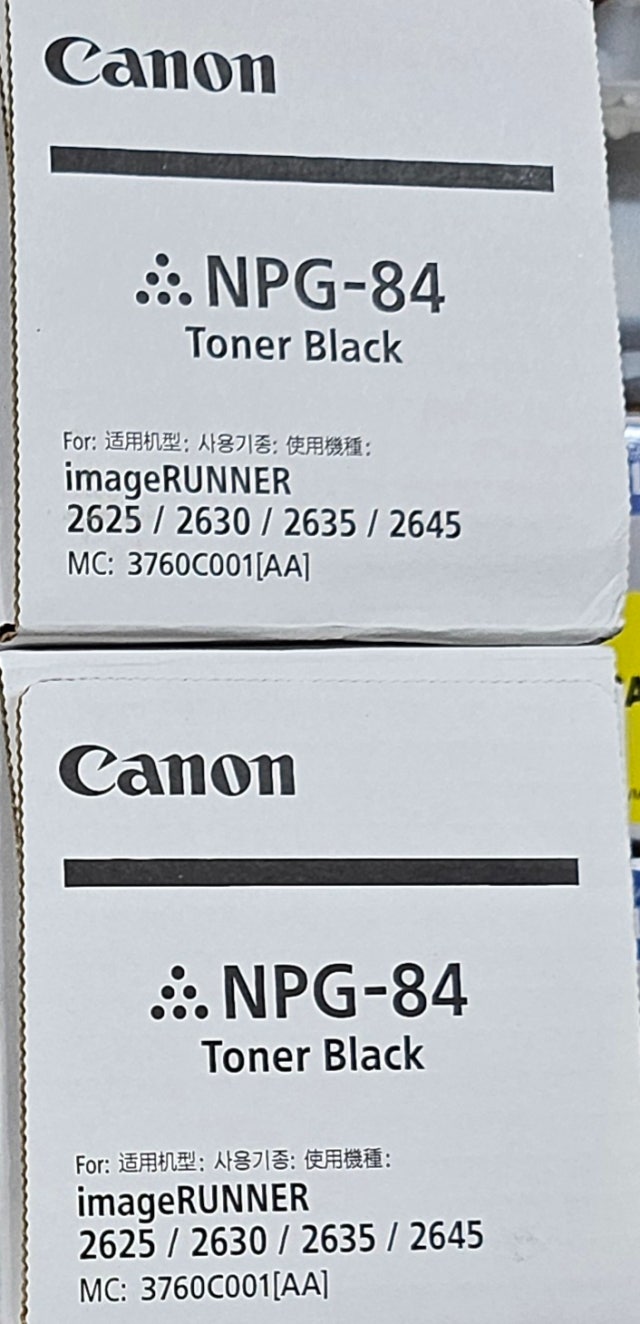 Canon
NPG-84
Toner Black
For: 适用机型: 사용기종: 使用機種:
imageRUNNER
2625 / 2630 / 2635 / 2645
MC: 3760C001[AA]
Canon
NPG-84
Toner Black
For: 适用机型: 사용기종: 使用機種:
imageRUNNER
2625 / 2630 / 2635 / 2645
MC: 3760C001[AA]